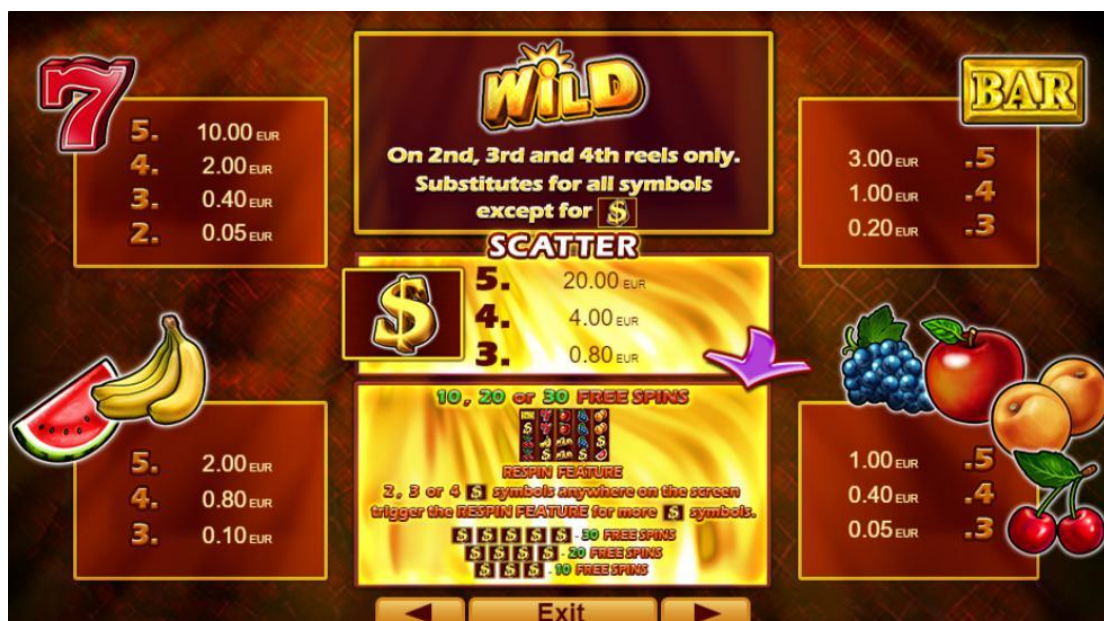 7
5. 10.00 EUR
4. 2.00 EUR
3. 0.40 EUR
2. 0.05 EUR
WiLD
On 2nd, 3rd and 4th reels only.
Substitutes for all symbols
except for $
BAR
3.00 EUR .5
1.00 EUR .4
0.20 EUR .3
SCATTER
$
5. 20.00 EUR
4. 4.00 EUR
3. 0.80 EUR
5. 2.00 EUR
4. 0.80 EUR
3. 0.10 EUR
10, 20 or 30 FREE SPINS
RESPIN FEATURE
2, 3 or 4 $ symbols anywhere on the screen
trigger the RESPIN FEATURE for more $ symbols.
$ $ $ $ $ - 30 FREE SPINS
$ $ $ $ - 20 FREE SPINS
$ $ $ - 10 FREE SPINS
1.00 EUR .5
0.40 EUR .4
0.05 EUR .3
Exit